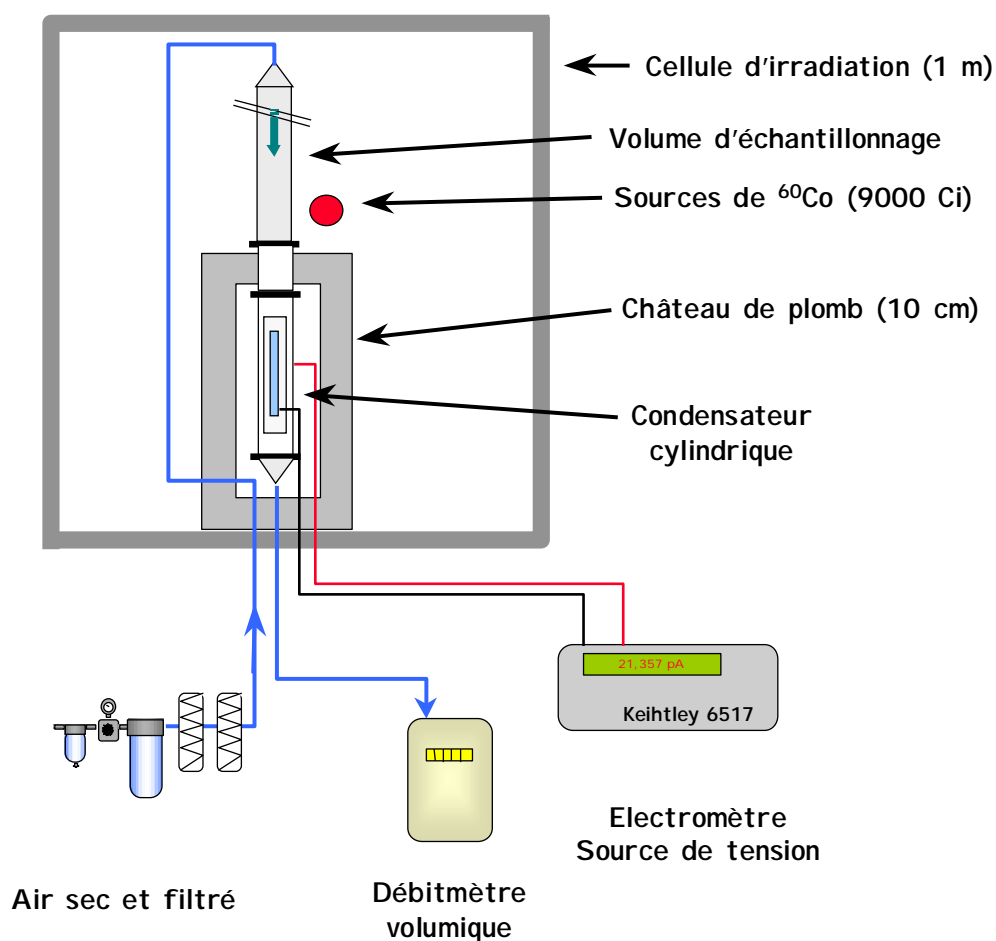 Cellule d'irradiation (1 m)
Volume d'échantillonnage
Sources de ⁶⁰Co (9000 Ci)
Château de plomb (10 cm)
Condensateur
cylindrique
21,357 pA
Keihtley 6517
Electromètre
Source de tension
Air sec et filtré
Débitmètre
volumique